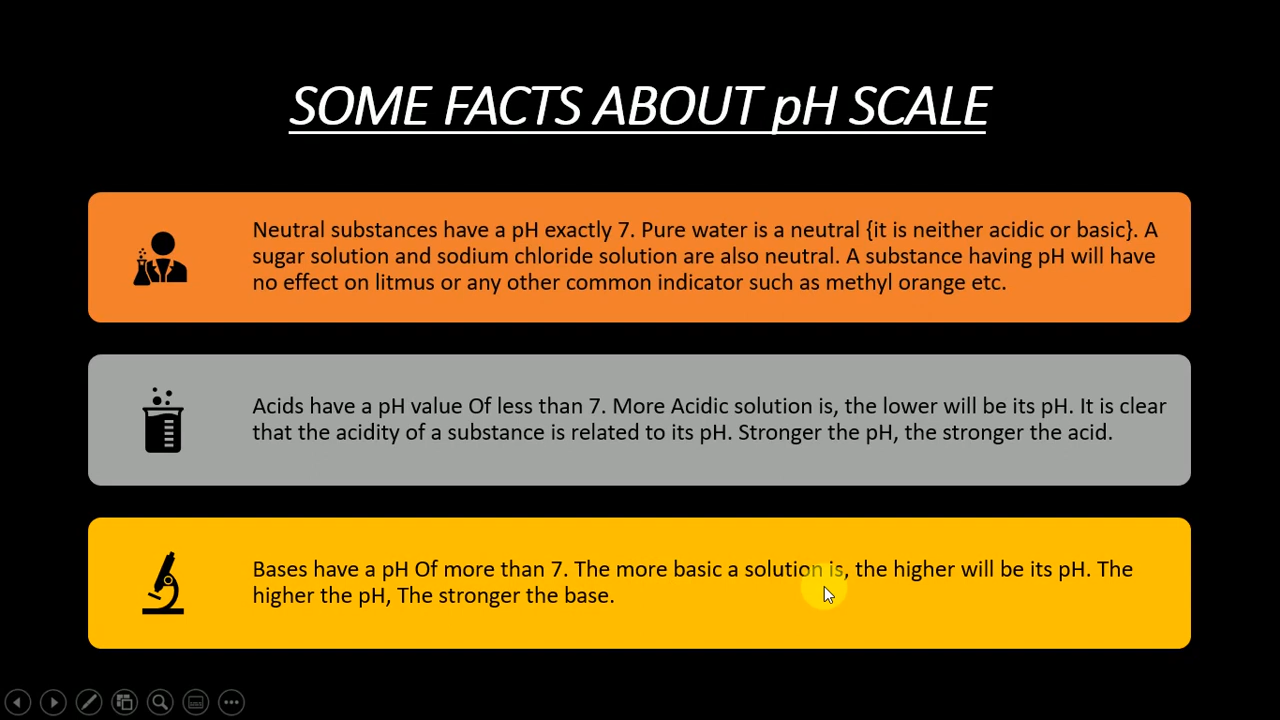 SOME FACTS ABOUT pH SCALE
Neutral substances have a pH exactly 7. Pure water is a neutral {it is neither acidic or basic}. A
sugar solution and sodium chloride solution are also neutral. A substance having pH will have
no effect on litmus or any other common indicator such as methyl orange etc.
Acids have a pH value Of less than 7. More Acidic solution is, the lower will be its pH. It is clear
that the acidity of a substance is related to its pH. Stronger the pH, the stronger the acid.
Bases have a pH Of more than 7. The more basic a solution is, the higher will be its pH. The
higher the pH, The stronger the base.